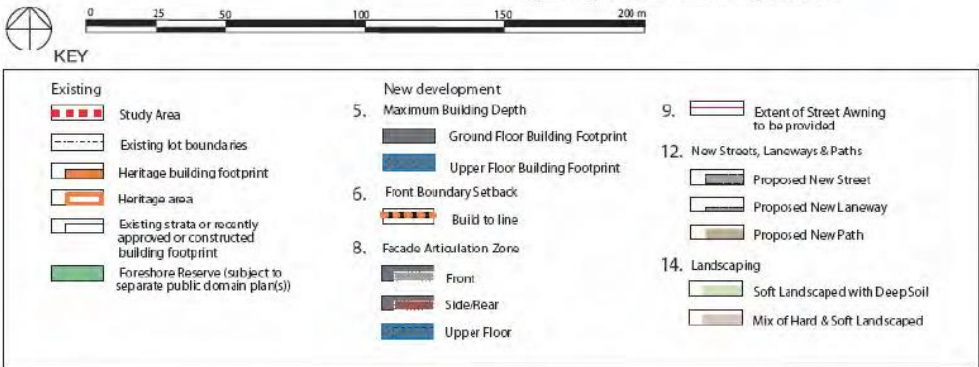 0 25 50 100 150 200 m
KEY
Existing
Study Area
Existing lot boundaries
Heritage building footprint
Heritage area
Existing strata or recently
approved or constructed
building footprint
Foreshore Reserve (subject to
separate public domain plan(s))
New development
5. Maximum Building Depth
Ground Floor Building Footprint
Upper Floor Building Footprint
6. Front Boundary Setback
Build to line
8. Facade Articulation Zone
Front
Side/Rear
Upper Floor
9. Extent of Street Awning
to be provided
12. New Streets, Laneways & Paths
Proposed New Street
Proposed New Laneway
Proposed New Path
14. Landscaping
Soft Landscaped with Deep Soil
Mix of Hard & Soft Landscaped